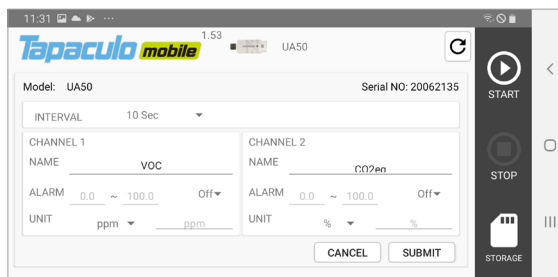 11:31
Tapaculo mobile 1.53
UA50
Model: UA50
Serial NO: 20062135
INTERVAL 10 Sec
CHANNEL 1
NAME VOC
ALARM 0.0 ~ 100.0 Off
UNIT ppm ppm
CHANNEL 2
NAME CO2eq
ALARM 0.0 ~ 100.0 Off
UNIT % %
CANCEL SUBMIT
START
STOP
STORAGE